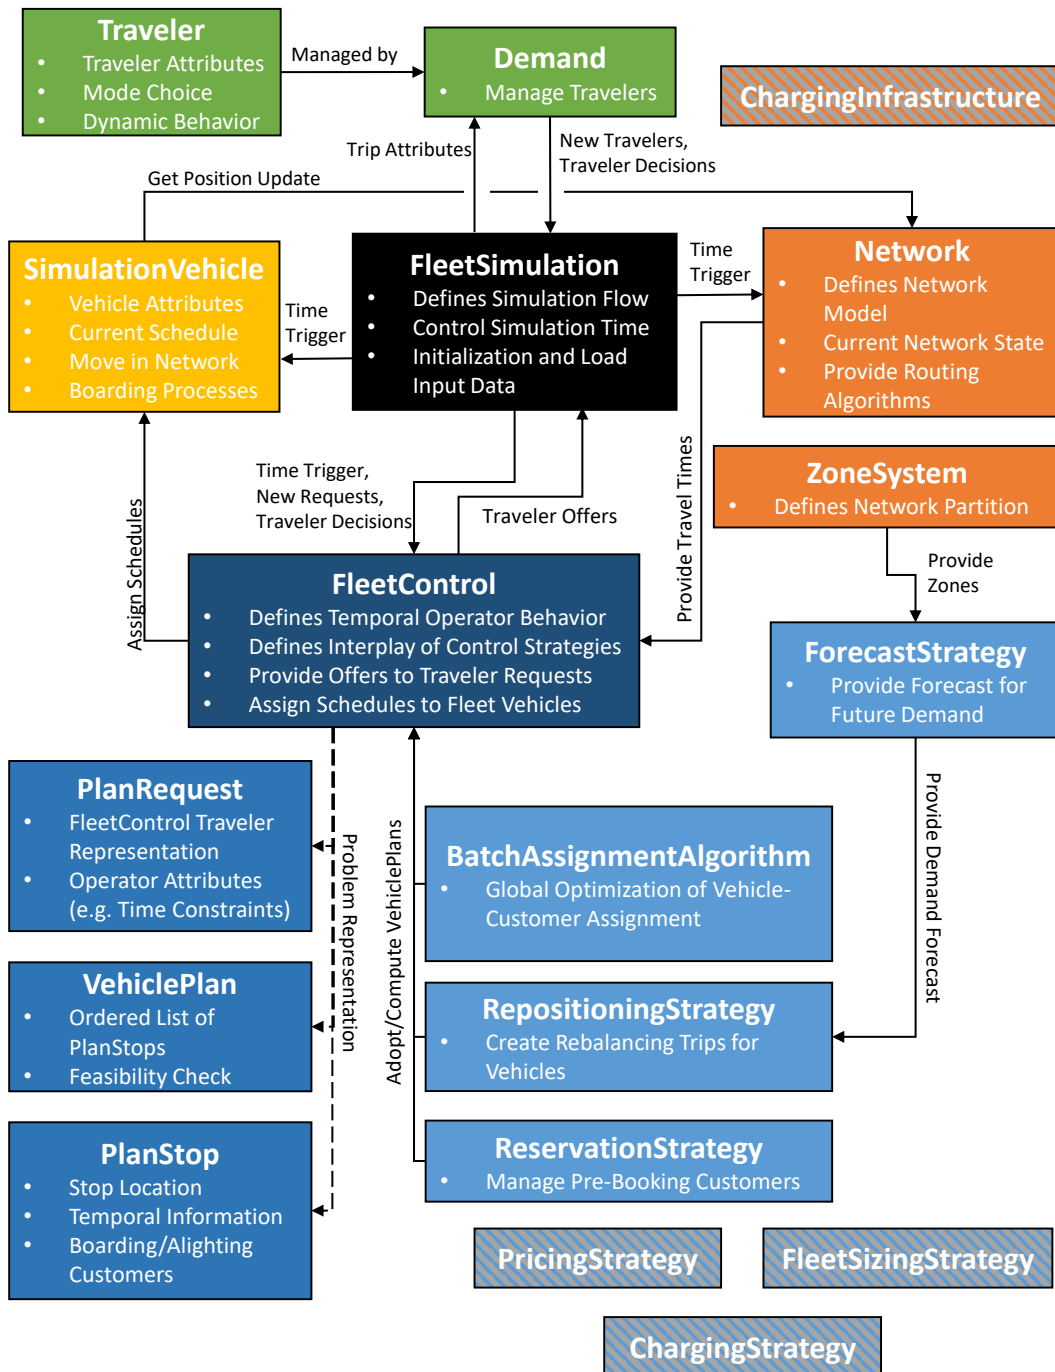 Traveler
• Traveler Attributes
• Mode Choice
• Dynamic Behavior
Managed by
Demand
• Manage Travelers
ChargingInfrastructure
Trip Attributes
New Travelers,
Traveler Decisions
Get Position Update
SimulationVehicle
• Vehicle Attributes
• Current Schedule
• Move in Network
• Boarding Processes
Time
Trigger
FleetSimulation
• Defines Simulation Flow
• Control Simulation Time
• Initialization and Load
Input Data
Time
Trigger
Network
• Defines Network
Model
• Current Network State
• Provide Routing
Algorithms
Assign Schedules
Time Trigger,
New Requests,
Traveler Decisions
Traveler Offers
Provide Travel Times
ZoneSystem
• Defines Network Partition
Provide
Zones
FleetControl
• Defines Temporal Operator Behavior
• Defines Interplay of Control Strategies
• Provide Offers to Traveler Requests
• Assign Schedules to Fleet Vehicles
ForecastStrategy
• Provide Forecast for
Future Demand
PlanRequest
• FleetControl Traveler
Representation
• Operator Attributes
(e.g. Time Constraints)
Problem Representation
Adopt/Compute VehiclePlans
BatchAssignmentAlgorithm
• Global Optimization of Vehicle-
Customer Assignment
Provide Demand Forecast
VehiclePlan
• Ordered List of
PlanStops
• Feasibility Check
RepositioningStrategy
• Create Rebalancing Trips for
Vehicles
PlanStop
• Stop Location
• Temporal Information
• Boarding/Alighting
Customers
ReservationStrategy
• Manage Pre-Booking Customers
PricingStrategy
FleetSizingStrategy
ChargingStrategy